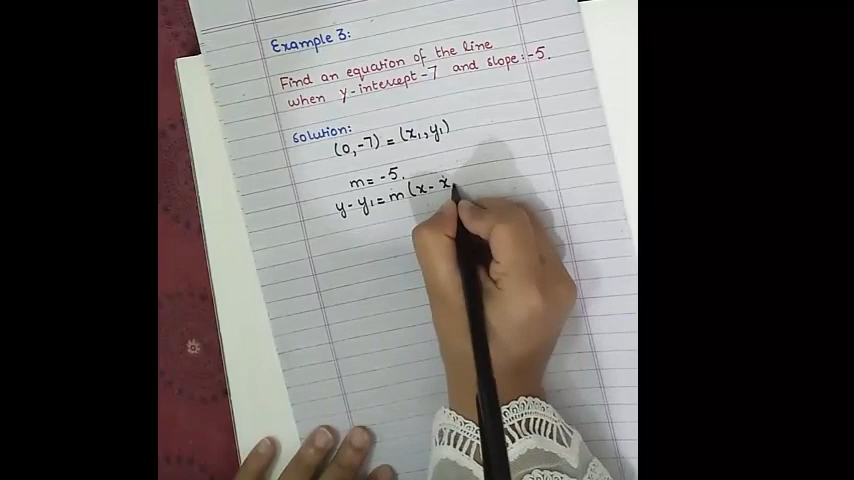 Example 3:
Find an equation of the line
when y-intercept -7 and slope: -5.
Solution:
(0, -7) = (x₁, y₁)
m = -5.
y - y₁ = m (x - x